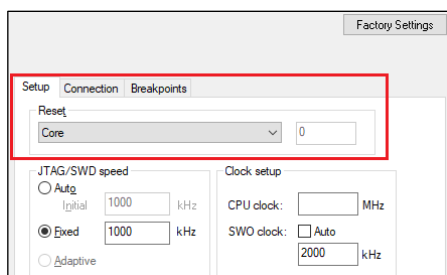 Factory Settings
Setup Connection Breakpoints
Reset
Core 0
JTAG/SWD speed
Auto
Initial 1000 kHz
Fixed 1000 kHz
Adaptive
Clock setup
CPU clock: MHz
SWO clock: Auto
2000 kHz